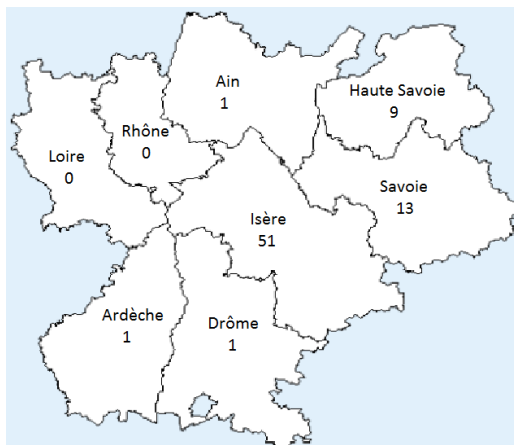 Ain
1
Haute Savoie
9
Rhône
0
Loire
0
Savoie
13
Isère
51
Ardèche
1
Drôme
1